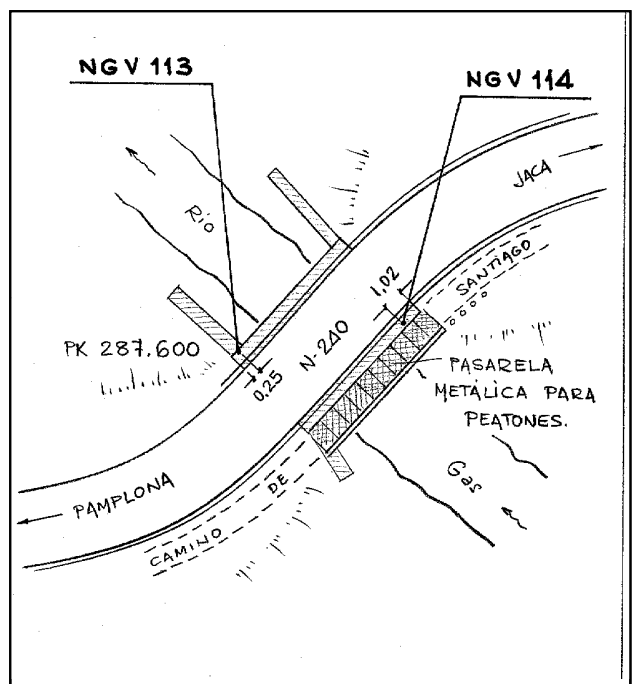 NGV 113
NGV 114
JACA
Rio
1,02
SANTIAGO
PK 287.600
N-240
0.25
PASARELA
METÁLICA PARA
PEATONES.
PAMPLONA
DE
Gas
CAMINO